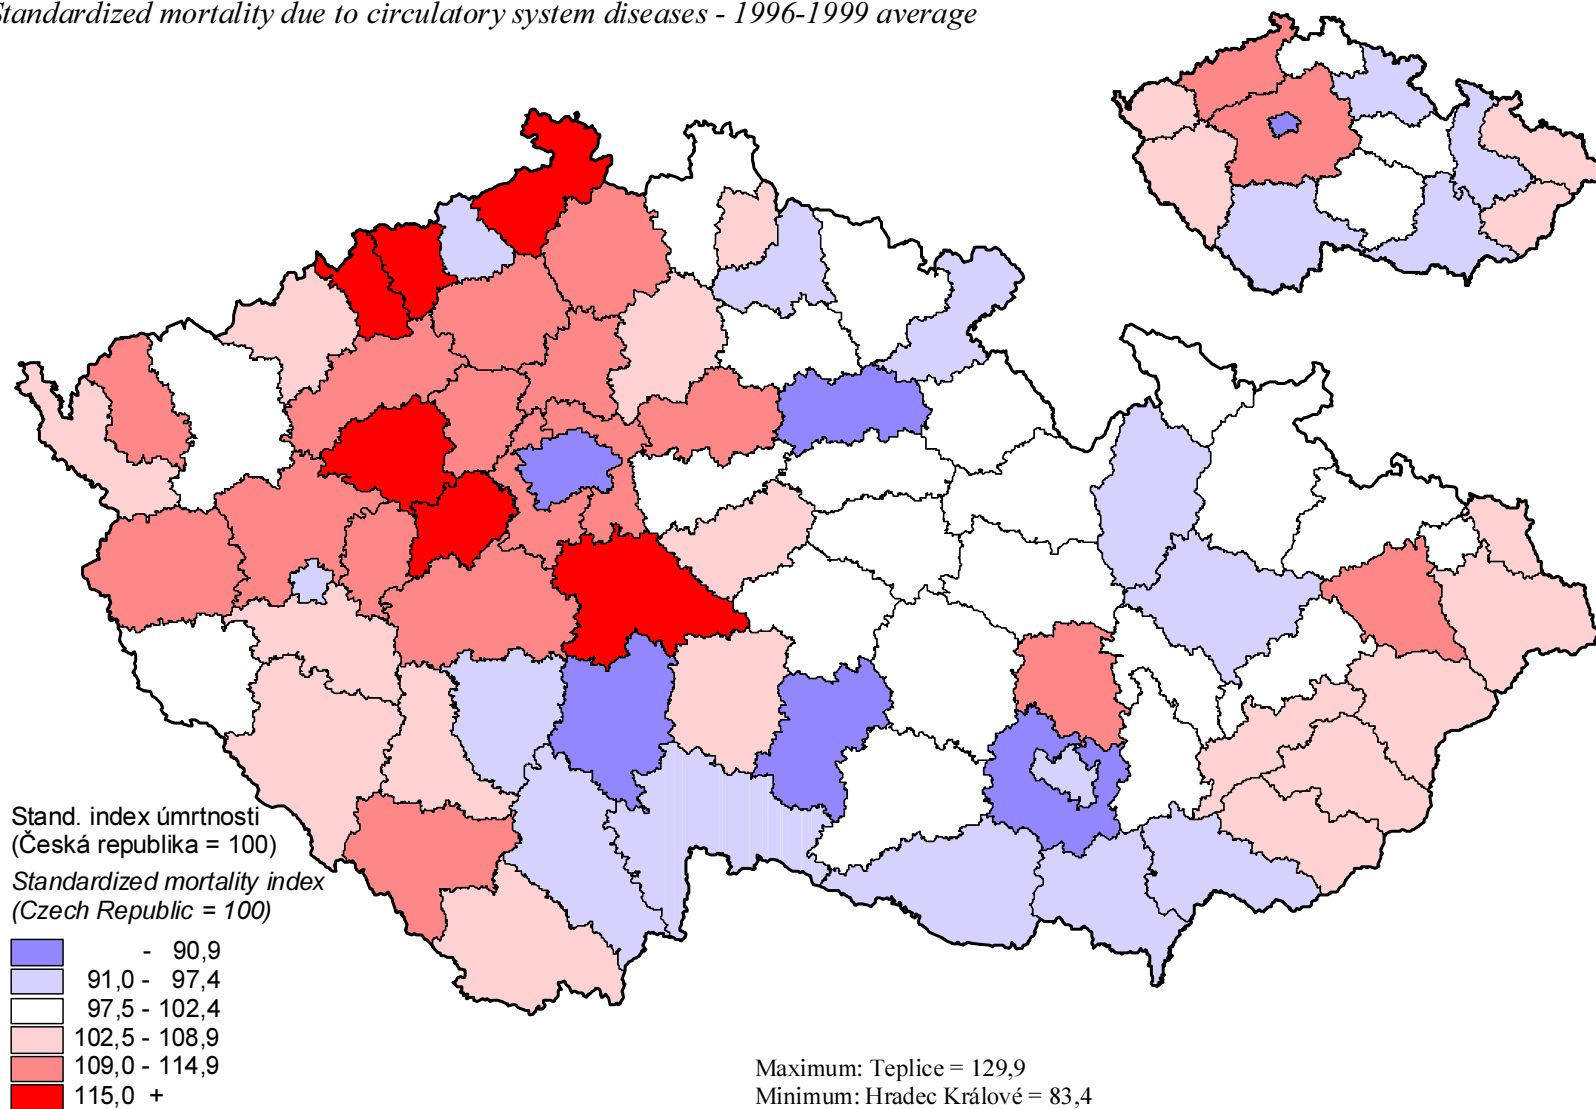 Standardized mortality due to circulatory system diseases - 1996-1999 average
Stand. index úmrtnosti
(Česká republika = 100)
Standardized mortality index
(Czech Republic = 100)
- 90,9
91,0 - 97,4
97,5 - 102,4
102,5 - 108,9
109,0 - 114,9
115,0 +
Maximum: Teplice = 129,9
Minimum: Hradec Králové = 83,4